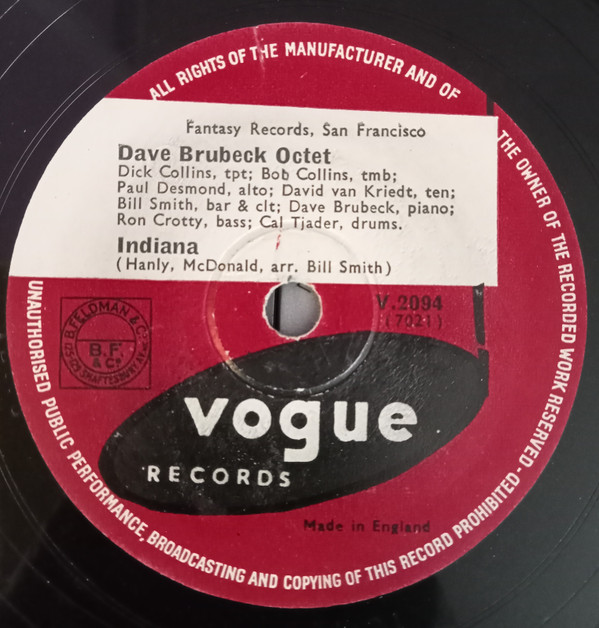 ALL RIGHTS OF THE MANUFACTURER AND OF THE OWNER OF THE RECORDED WORK RESERVED-
UNAUTHORISED PUBLIC PERFORMANCE, BROADCASTING AND COPYING OF THIS RECORD PROHIBITED-
Fantasy Records, San Francisco
Dave Brubeck Octet
Dick Collins, tpt; Bob Collins, tmb;
Paul Desmond, alto; David van Kriedt, ten;
Bill Smith, bar & clt; Dave Brubeck, piano;
Ron Crotty, bass; Cal Tjader, drums.
Indiana
(Hanly, McDonald, arr. Bill Smith)
V.2094
(7021)
B. FELDMAN & Co
B.F.
& Co
vogue
RECORDS
Made in England